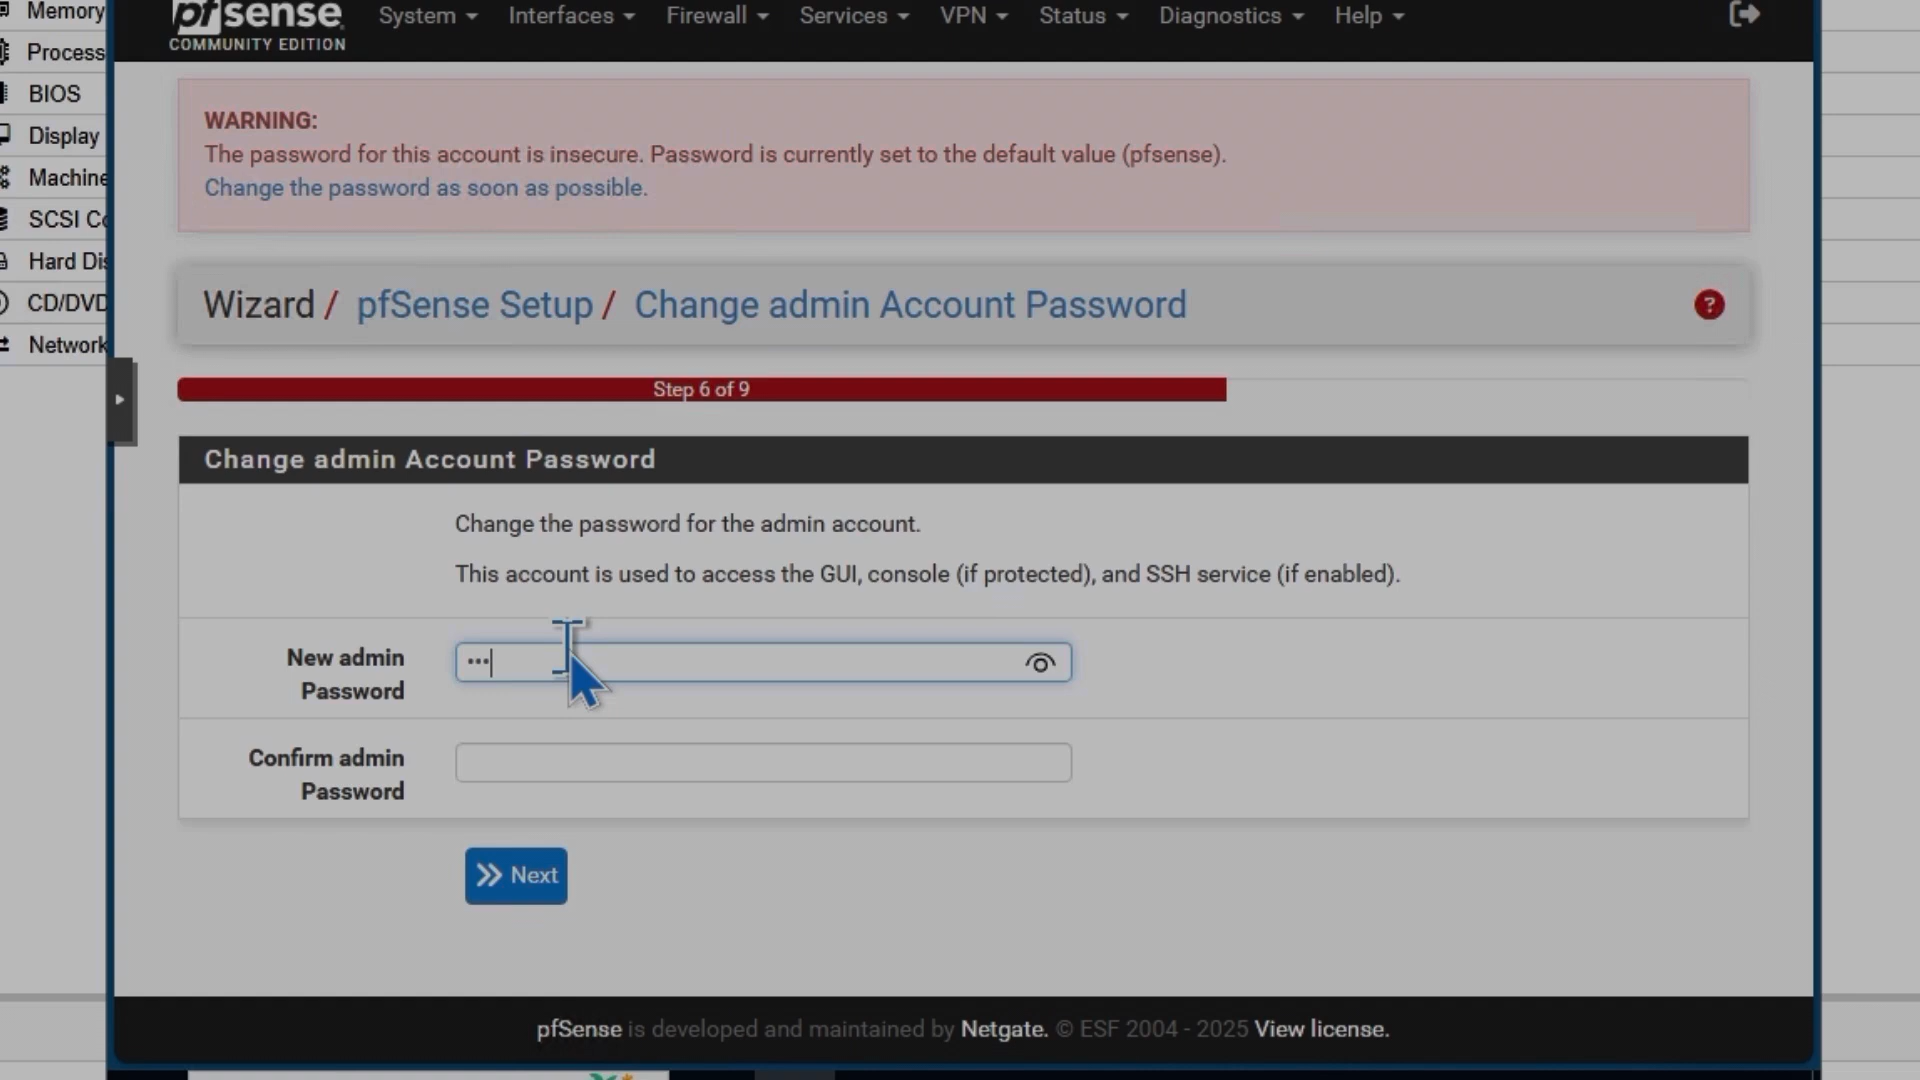 Memory
Process
BIOS
Display
Machine
SCSI Co
Hard Dis
CD/DVD
Network
pfsense
COMMUNITY EDITION
System
Interfaces
Firewall
Services
VPN
Status
Diagnostics
Help
WARNING:
The password for this account is insecure. Password is currently set to the default value (pfsense).
Change the password as soon as possible.
Wizard / pfSense Setup / Change admin Account Password
?
Step 6 of 9
Change admin Account Password
Change the password for the admin account.
This account is used to access the GUI, console (if protected), and SSH service (if enabled).
New admin
Password
•••
Confirm admin
Password
Next
pfSense is developed and maintained by Netgate. © ESF 2004 - 2025 View license.